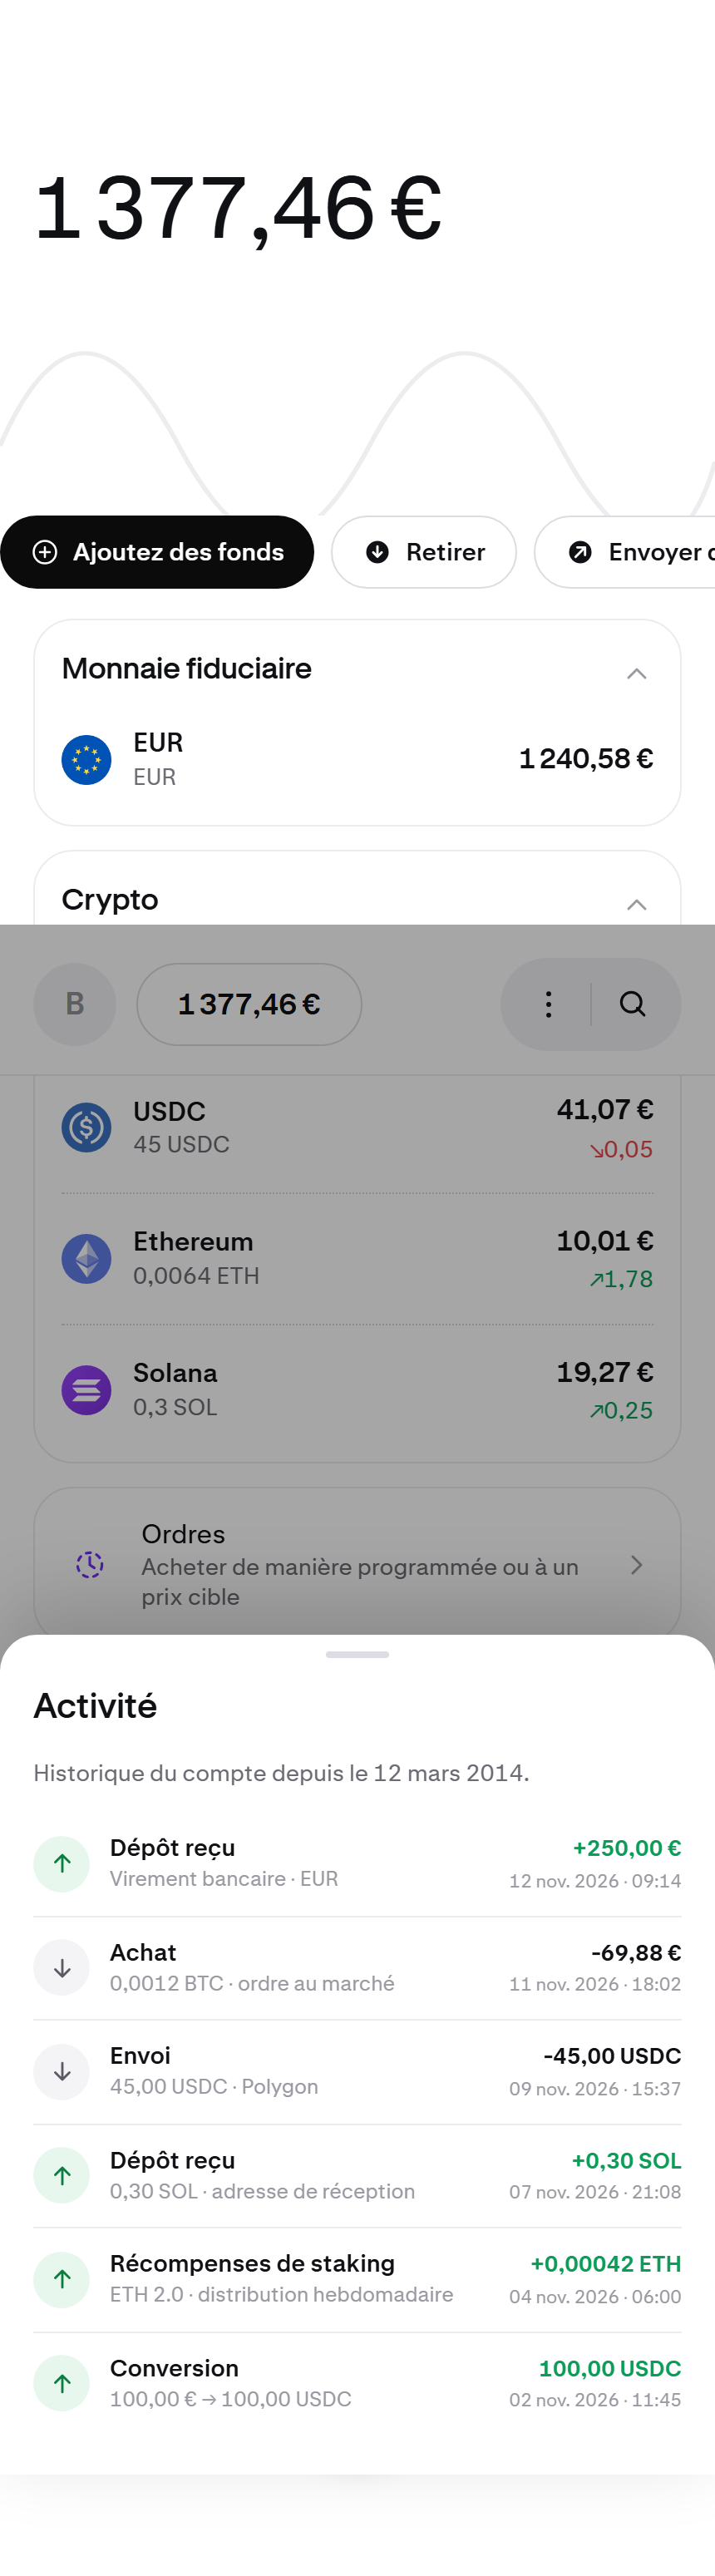 1 377,46 €
Ajoutez des fonds
Retirer
Envoyer
Monnaie fiduciaire
EUR
1 240,58 €
EUR
Crypto
B
1 377,46 €
USDC
41,07 €
45 USDC
↘0,05
Ethereum
10,01 €
0,0064 ETH
↗1,78
Solana
19,27 €
0,3 SOL
↗0,25
Ordres
Acheter de manière programmée ou à un
prix cible
Activité
Historique du compte depuis le 12 mars 2014.
Dépôt reçu
+250,00 €
Virement bancaire · EUR
12 nov. 2026 · 09:14
Achat
-69,88 €
0,0012 BTC · ordre au marché
11 nov. 2026 · 18:02
Envoi
-45,00 USDC
45,00 USDC · Polygon
09 nov. 2026 · 15:37
Dépôt reçu
+0,30 SOL
0,30 SOL · adresse de réception
07 nov. 2026 · 21:08
Récompenses de staking
+0,00042 ETH
ETH 2.0 · distribution hebdomadaire
04 nov. 2026 · 06:00
Conversion
100,00 USDC
100,00 € → 100,00 USDC
02 nov. 2026 · 11:45